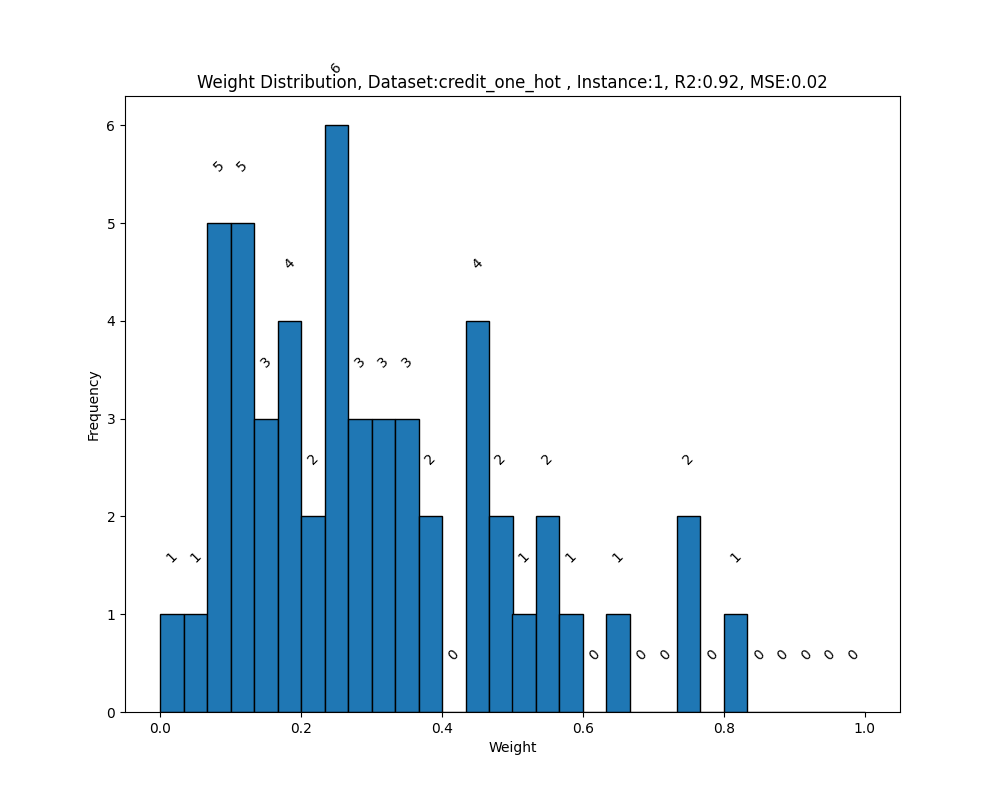 6
Weight Distribution, Dataset:credit_one_hot , Instance:1, R2:0.92, MSE:0.02
6
5 5
5
4 4
4
3 3 3 3
3
2 2 2 2 2
2
1 1 1 1 1 1
1
0 0 0 0 0 0 0 0 0 0
0
0.0 0.2 0.4 0.6 0.8 1.0
Weight
Frequency